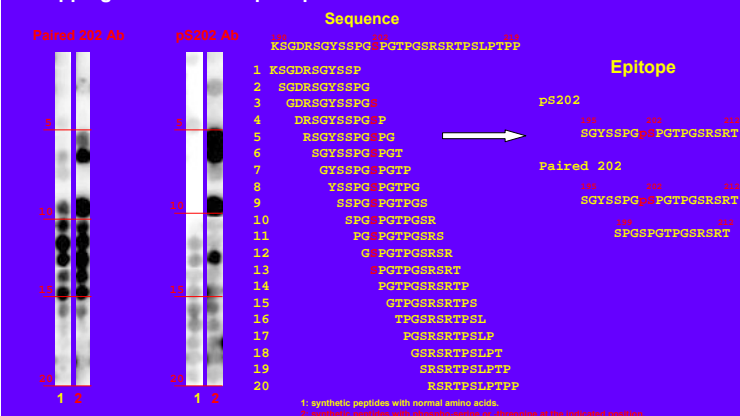 Sequence
Paired 202 Ab
pS202 Ab
KSGDRSGYSSPGSPGTPGSRSRTPSLTPP
Epitope
1 KSGDRSGYSSP
2 SGDRSGYSSPG
3 GDRSGYSSPGS
4 DRSGYSSPGSP
5 RSGYSSPGSPG
6 SGYSSPGSPGT
7 GYSSPGSPGTP
8 YSSPGSPGTPG
9 SSPGSPGTPGS
10 SPGSPGTPGSR
11 PGSPGTPGSRS
12 GSPGTPGSRSR
13 SPGTPGSRSRT
14 PGTPGSRSRTP
15 GTPGSRSRTPS
16 TPGSRSRTPSL
17 PGSRSRTPSLP
18 GSRSRTPSLPT
19 SRSRTPSLPTP
20 RSRTPSLPTPP
pS202
SGYSSPGpSPGTPGSRSRT
Paired 202
SGYSSPGpSPGTPGSRSRT
SPGSPGTPGSRSRT
1 2
1 2
1: synthetic peptides with normal amino acids.